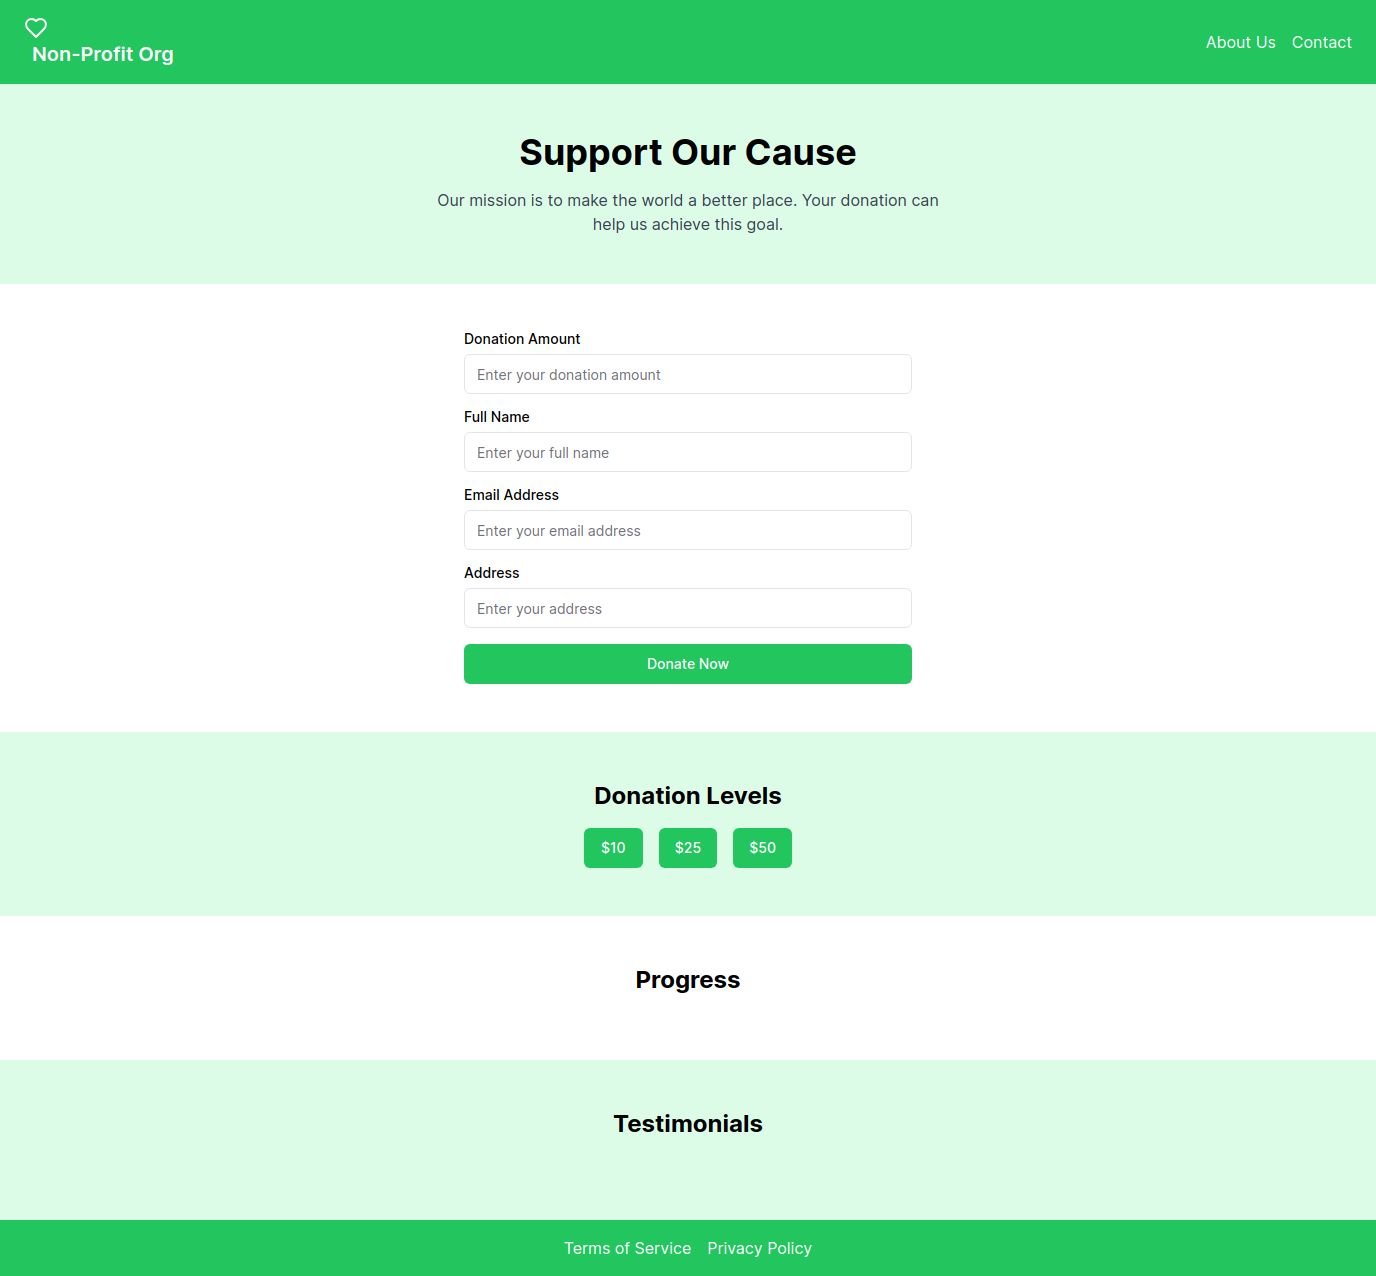 Non-Profit Org
About Us
Contact
Support Our Cause
Our mission is to make the world a better place. Your donation can
help us achieve this goal.
Donation Amount
Enter your donation amount
Full Name
Enter your full name
Email Address
Enter your email address
Address
Enter your address
Donate Now
Donation Levels
$10 $25 $50
Progress
Testimonials
Terms of Service Privacy Policy